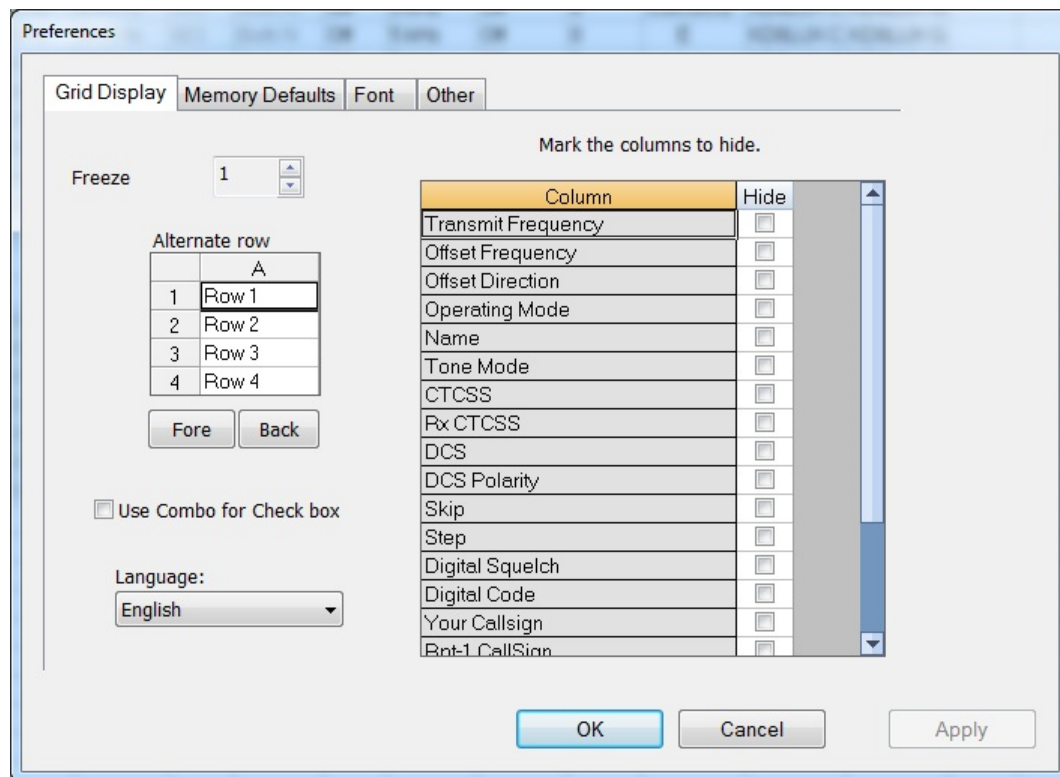 Preferences
Grid Display Memory Defaults Font Other
Mark the columns to hide.
Freeze 1
Column Hide
Transmit Frequency
Offset Frequency
Offset Direction
Operating Mode
Name
Tone Mode
CTCSS
Rx CTCSS
DCS
DCS Polarity
Skip
Step
Digital Squelch
Digital Code
Your Callsign
Rpt-1 CallSign
Alternate row
A
1 Row 1
2 Row 2
3 Row 3
4 Row 4
Fore Back
Use Combo for Check box
Language:
English
OK Cancel Apply